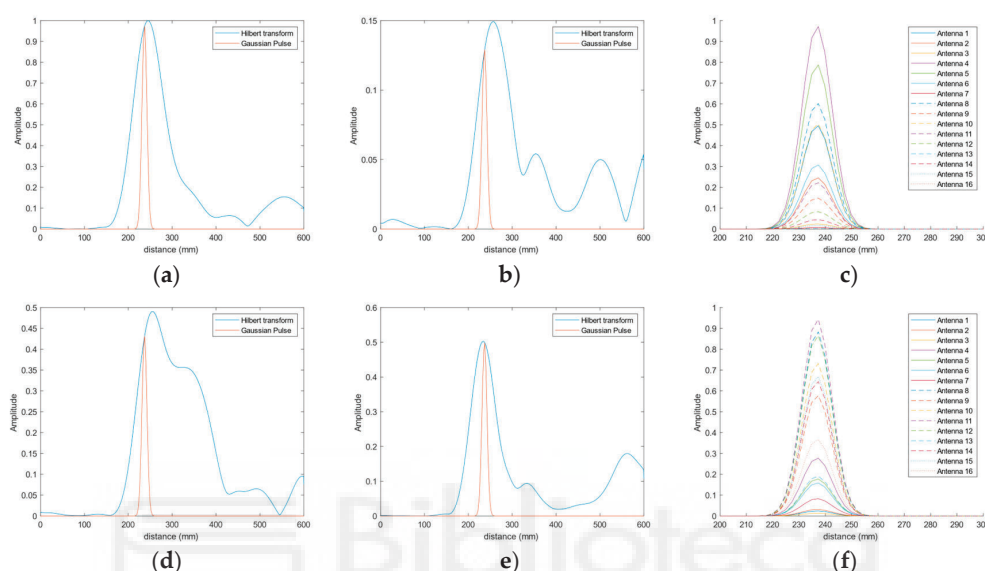 1
0.9
0.8
0.7
0.6
0.5
0.4
0.3
0.2
0.1
0
Amplitude
0 100 200 300 400 500 600
distance (mm)
Hilbert transform
Gaussian Pulse
(a)
0.15
0.1
0.05
0
Amplitude
0 100 200 300 400 500 600
distance (mm)
Hilbert transform
Gaussian Pulse
(b)
1
0.9
0.8
0.7
0.6
0.5
0.4
0.3
0.2
0.1
0
Amplitude
200 210 220 230 240 250 260 270 280 290 300
distance (mm)
Antenna 1
Antenna 2
Antenna 3
Antenna 4
Antenna 5
Antenna 6
Antenna 7
Antenna 8
Antenna 9
Antenna 10
Antenna 11
Antenna 12
Antenna 13
Antenna 14
Antenna 15
Antenna 16
c)
0.5
0.45
0.4
0.35
0.3
0.25
0.2
0.15
0.1
0.05
0
Amplitude
0 100 200 300 400 500 600
distance (mm)
Hilbert transform
Gaussian Pulse
(d)
0.6
0.5
0.4
0.3
0.2
0.1
0
Amplitude
0 100 200 300 400 500 600
distance (mm)
Hilbert transform
Gaussian Pulse
(e)
1
0.9
0.8
0.7
0.6
0.5
0.4
0.3
0.2
0.1
0
Amplitude
200 210 220 230 240 250 260 270 280 290 300
distance (mm)
Antenna 1
Antenna 2
Antenna 3
Antenna 4
Antenna 5
Antenna 6
Antenna 7
Antenna 8
Antenna 9
Antenna 10
Antenna 11
Antenna 12
Antenna 13
Antenna 14
Antenna 15
Antenna 16
(f)
Biblioteca